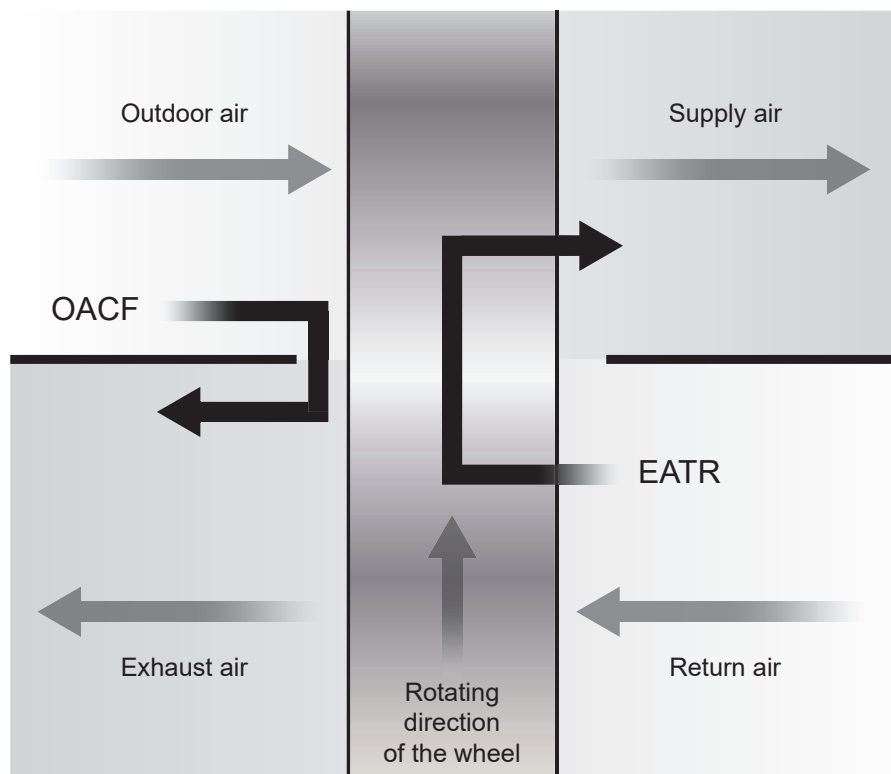 Outdoor air
Supply air
OACF
EATR
Exhaust air
Return air
Rotating
direction
of the wheel